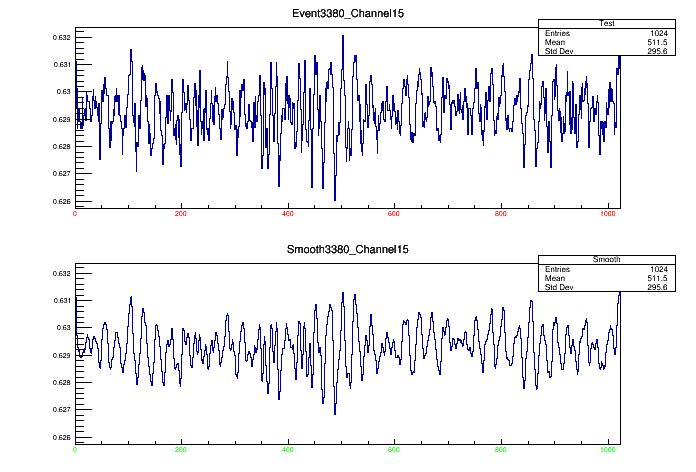 Event3380_Channel15
Test
Entries 1024
Mean 511.5
Std Dev 295.6
0.632
0.631
0.63
0.629
0.628
0.627
0.626
0 200 400 600 800 1000
Smooth3380_Channel15
Smooth
Entries 1024
Mean 511.5
Std Dev 295.6
0.632
0.631
0.63
0.629
0.628
0.627
0.626
0 200 400 600 800 1000